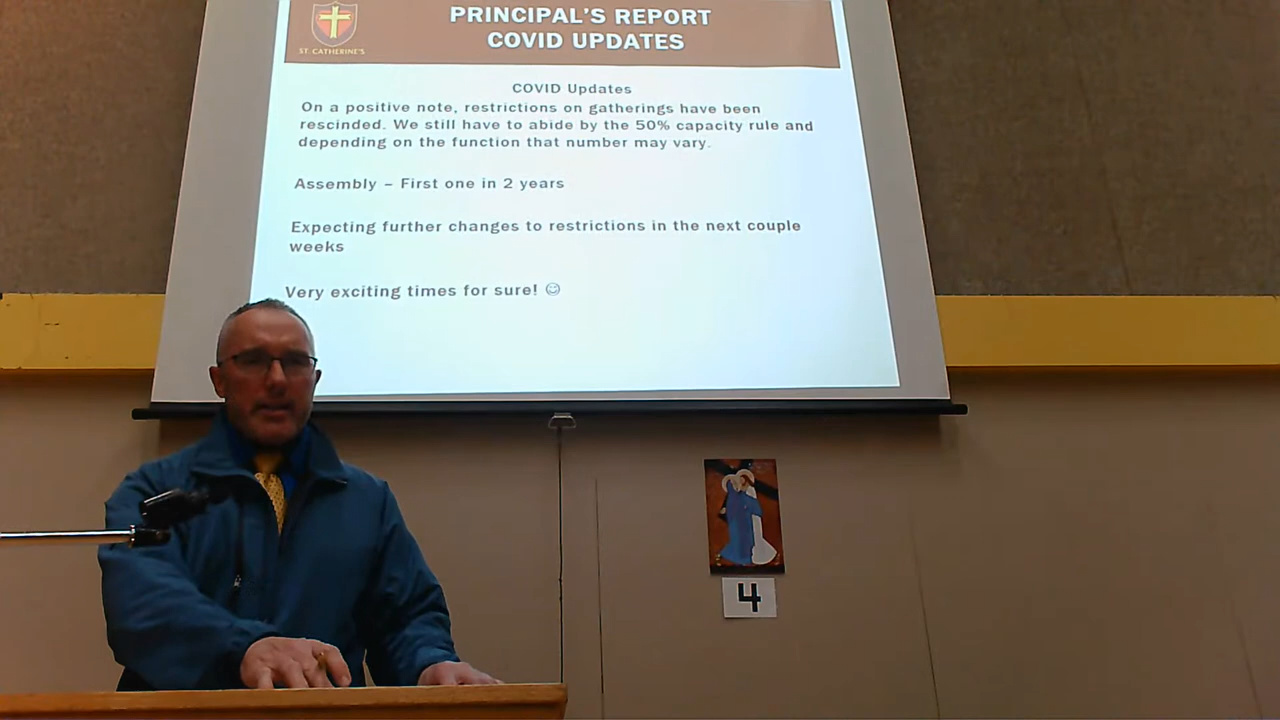 PRINCIPAL'S REPORT
COVID UPDATES
ST. CATHERINE'S
COVID Updates
On a positive note, restrictions on gatherings have been
rescinded. We still have to abide by the 50% capacity rule and
depending on the function that number may vary.
Assembly – First one in 2 years
Expecting further changes to restrictions in the next couple
weeks
Very exciting times for sure! ☺
4